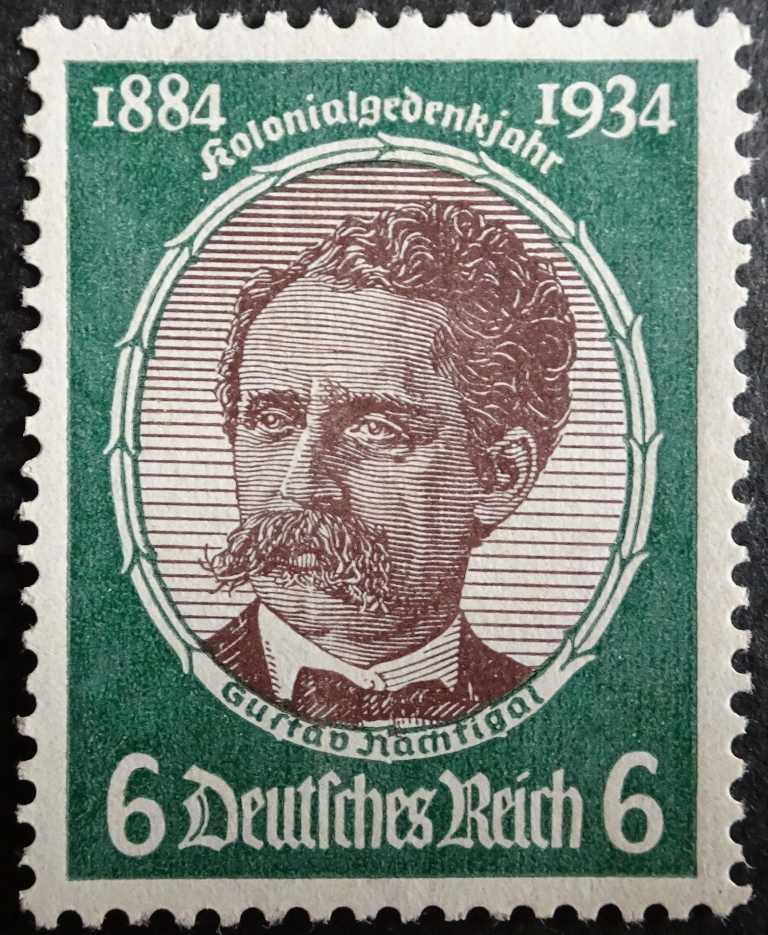 1884 1934
Kolonialgedenkjahr
Guſtav Nachtigal
6 Deutſches Reich 6